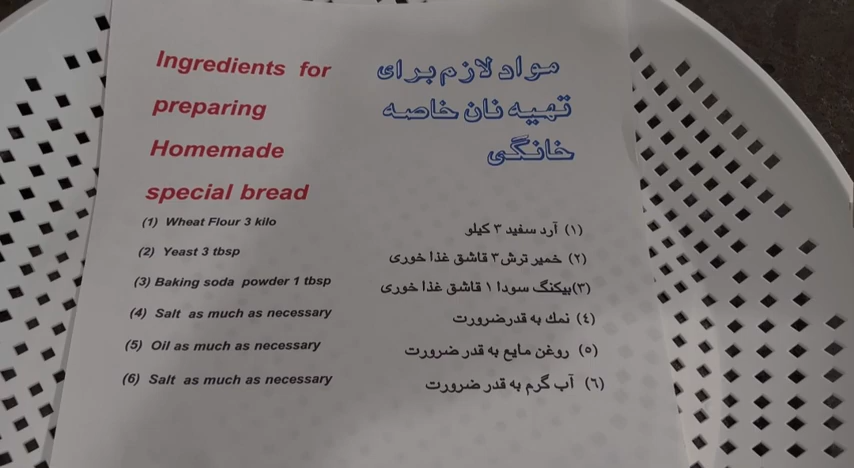 Ingredients for
preparing
Homemade
special bread
(1) Wheat Flour 3 kilo
(2) Yeast 3 tbsp
(3) Baking soda powder 1 tbsp
(4) Salt as much as necessary
(5) Oil as much as necessary
(6) Salt as much as necessary
مواد لازم برای
تهیه نان خاصه
خانگی
(۱) آرد سفید ۳ کیلو
(۲) خمیر ترش ۳ قاشق غذا خوری
(۳) بیکنگ سودا ۱ قاشق غذا خوری
(٤) نمك به قدر ضرورت
(٥) روغن مایع به قدر ضرورت
(٦) آب گرم به قدر ضرورت